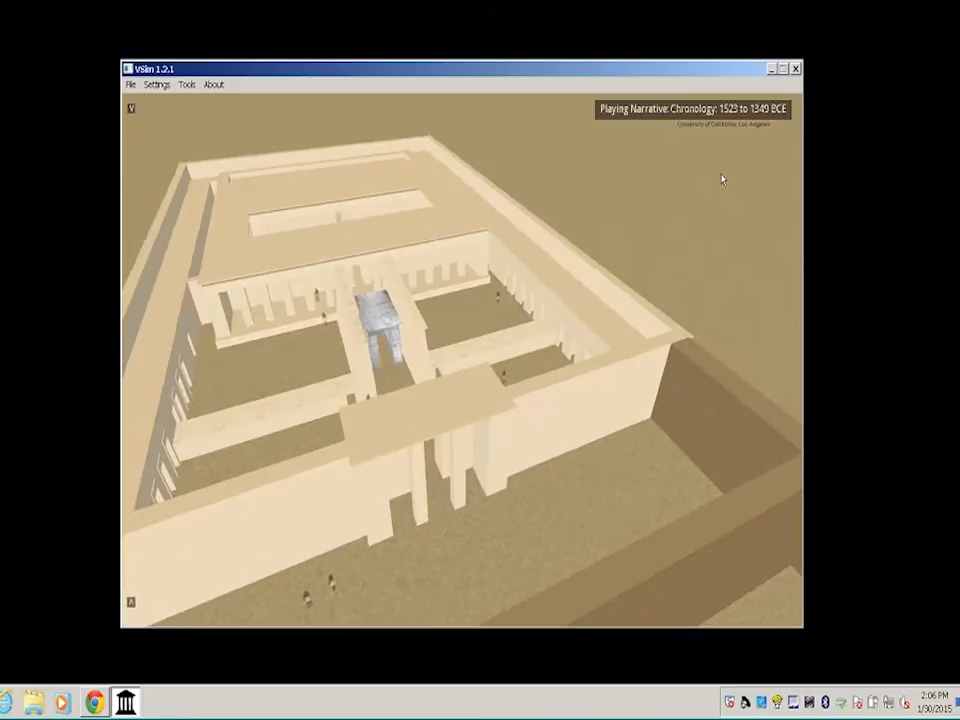 VSim 1.2.1
File Settings Tools About
V
Playing Narrative: Chronology: 1523 to 1349 BCE
University of California, Los Angeles
A
2:06 PM
1/30/2015